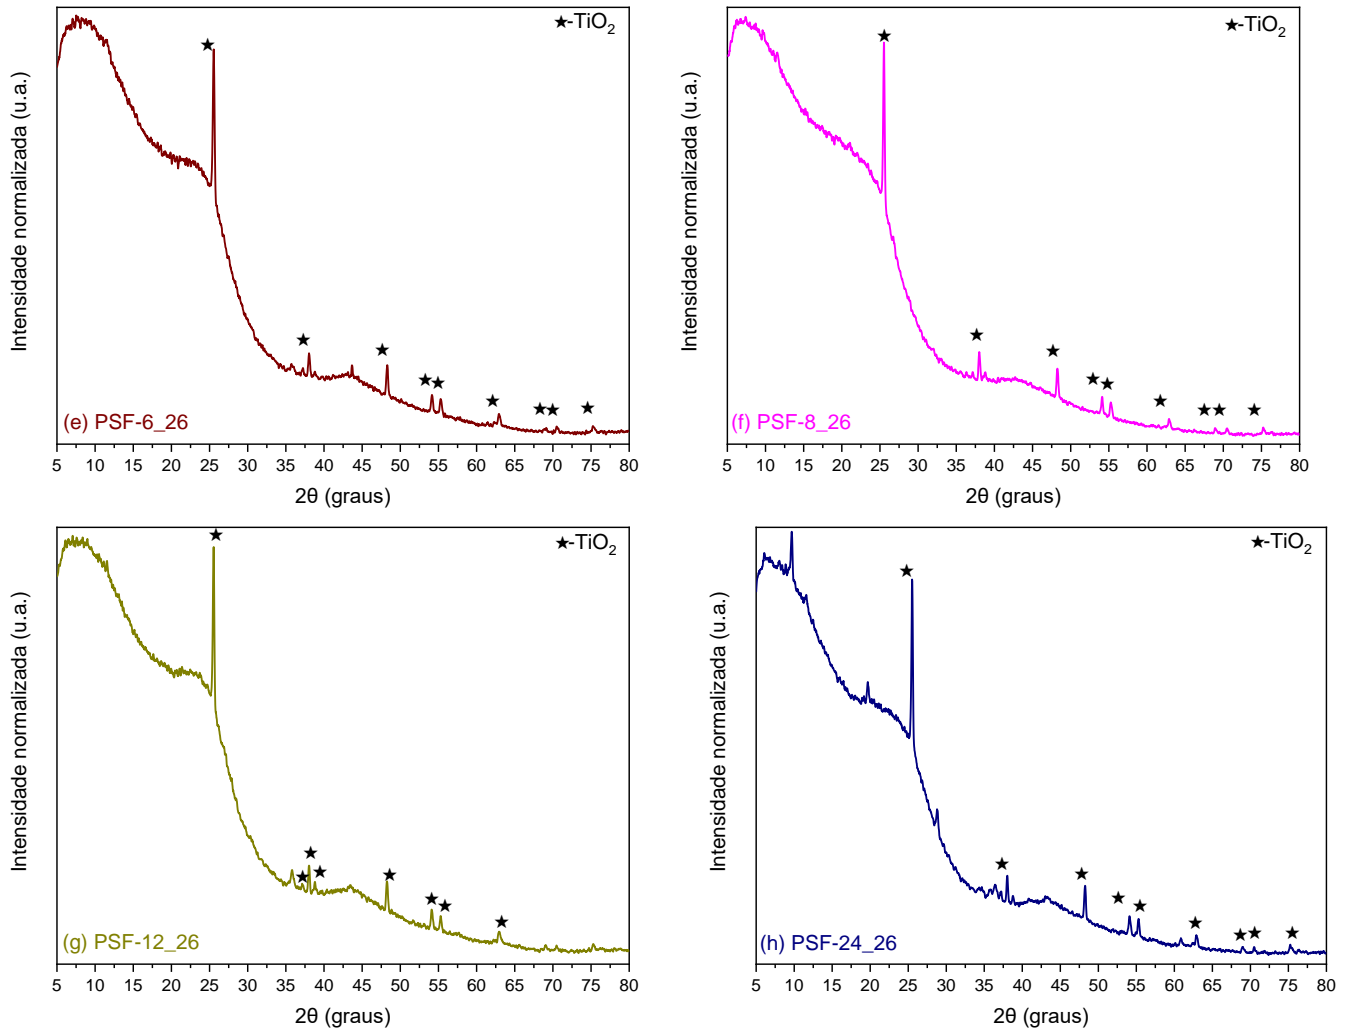 ★-TiO₂
Intensidade normalizada (u.a.)
(e) PSF-6_26
5 10 15 20 25 30 35 40 45 50 55 60 65 70 75 80
2θ (graus)
★-TiO₂
Intensidade normalizada (u.a.)
(f) PSF-8_26
5 10 15 20 25 30 35 40 45 50 55 60 65 70 75 80
2θ (graus)
★-TiO₂
Intensidade normalizada (u.a.)
(g) PSF-12_26
5 10 15 20 25 30 35 40 45 50 55 60 65 70 75 80
2θ (graus)
★-TiO₂
Intensidade normalizada (u.a.)
(h) PSF-24_26
5 10 15 20 25 30 35 40 45 50 55 60 65 70 75 80
2θ (graus)